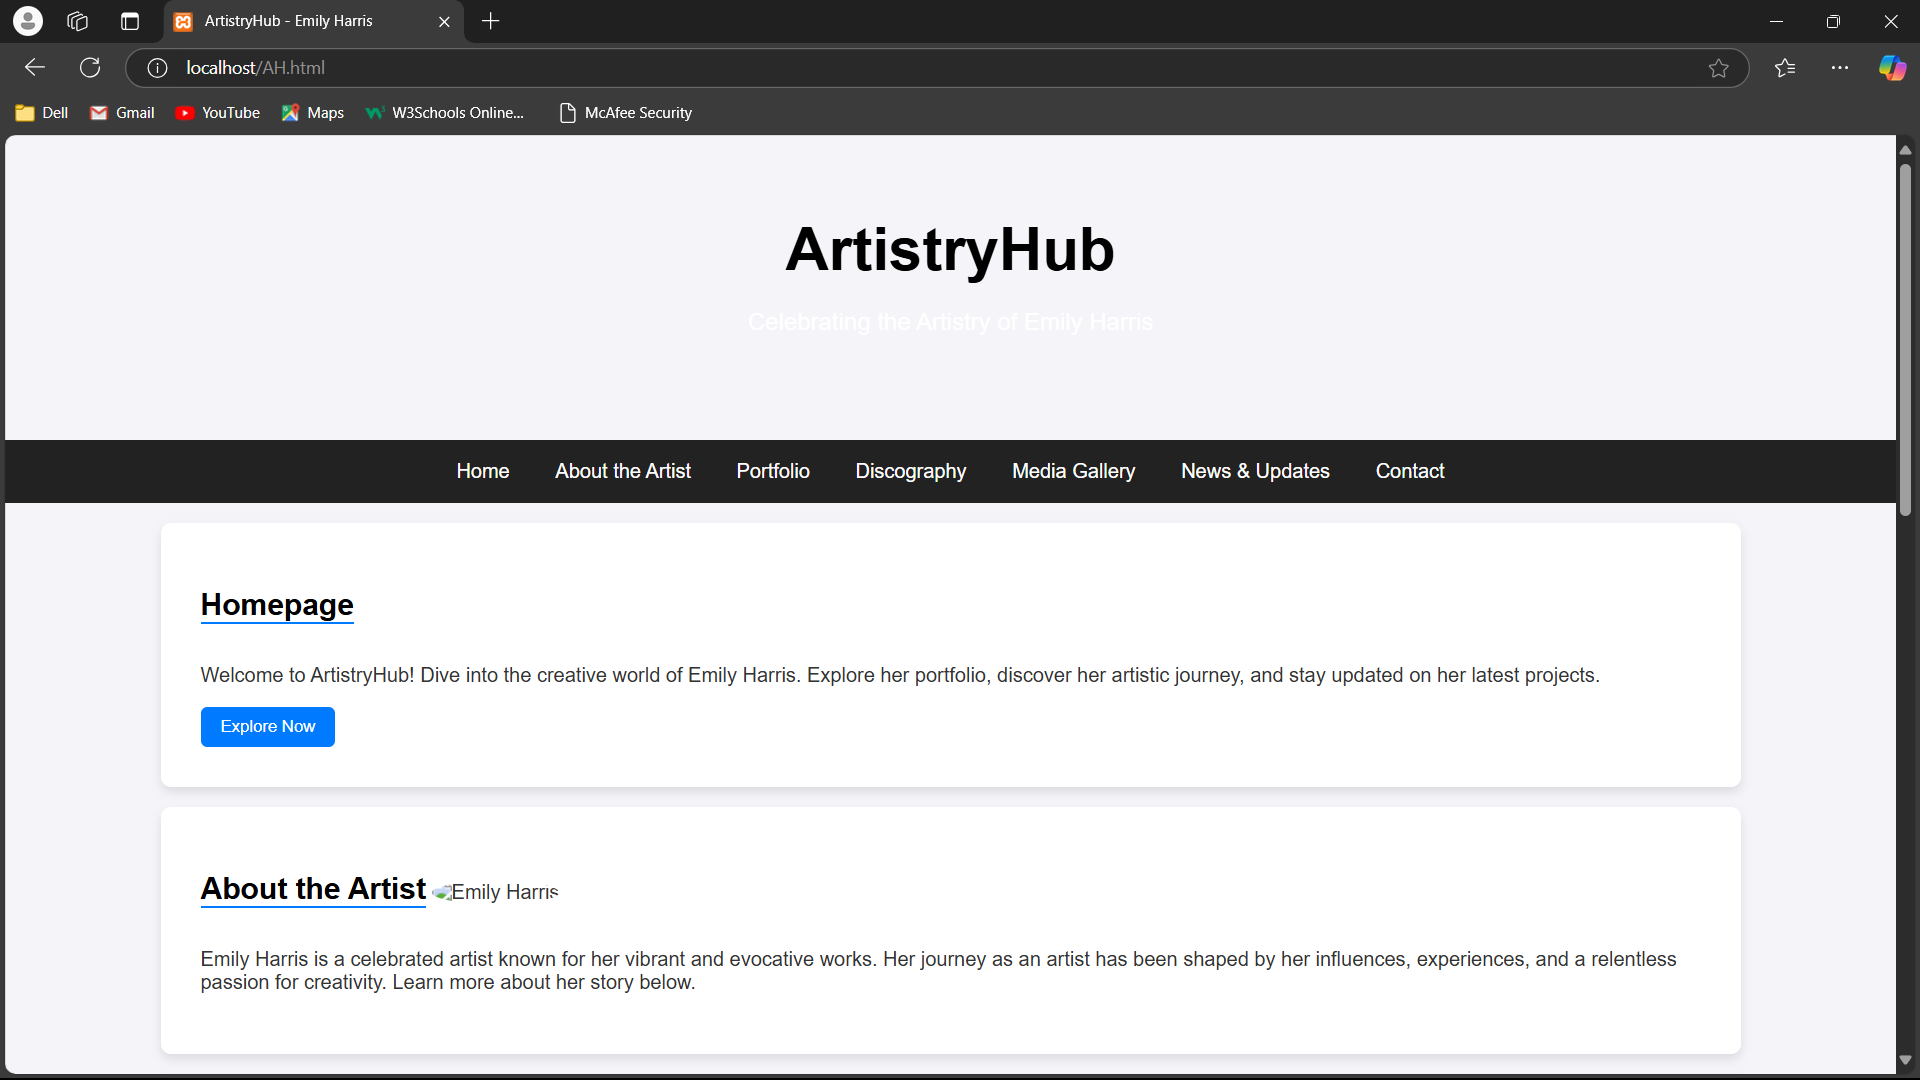 ArtistryHub - Emily Harris
localhost/AH.html
Dell Gmail YouTube Maps W3Schools Online... McAfee Security
ArtistryHub
Celebrating the Artistry of Emily Harris
Home About the Artist Portfolio Discography Media Gallery News & Updates Contact
Homepage
Welcome to ArtistryHub! Dive into the creative world of Emily Harris. Explore her portfolio, discover her artistic journey, and stay updated on her latest projects.
Explore Now
About the Artist Emily Harris
Emily Harris is a celebrated artist known for her vibrant and evocative works. Her journey as an artist has been shaped by her influences, experiences, and a relentless
passion for creativity. Learn more about her story below.